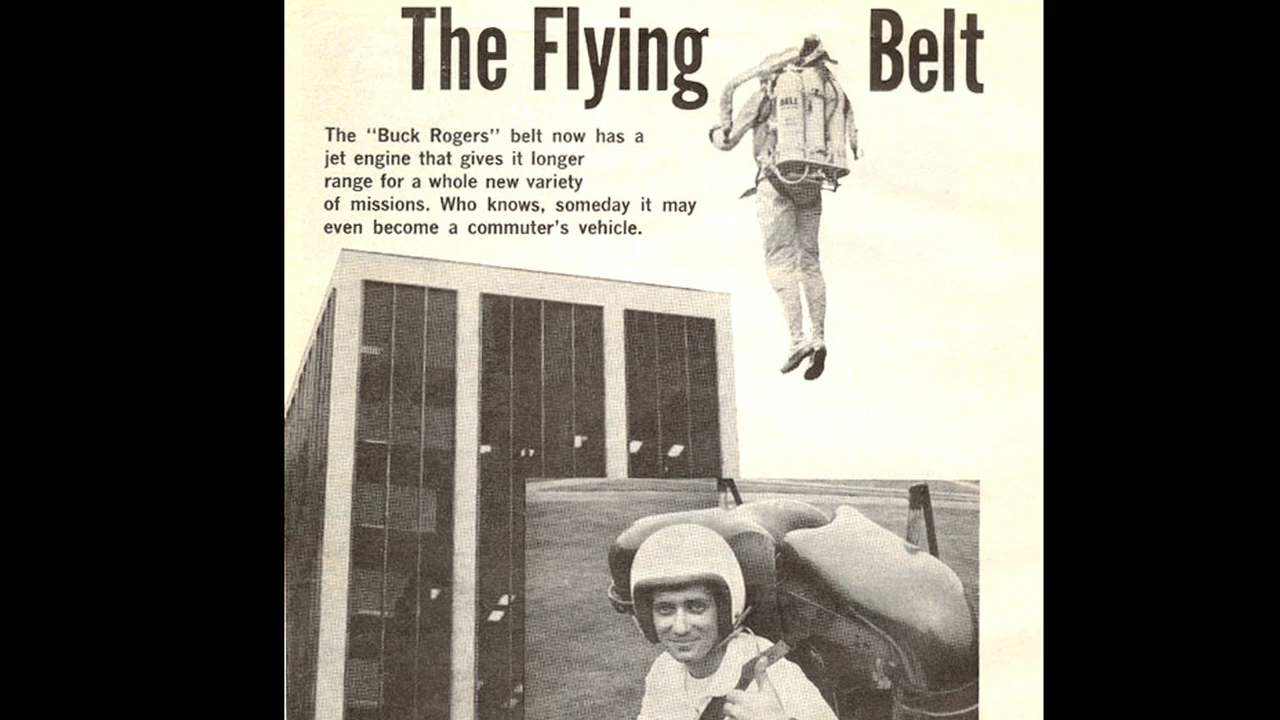 The Flying Belt
The "Buck Rogers" belt now has a
jet engine that gives it longer
range for a whole new variety
of missions. Who knows, someday it may
even become a commuter's vehicle.
BELL